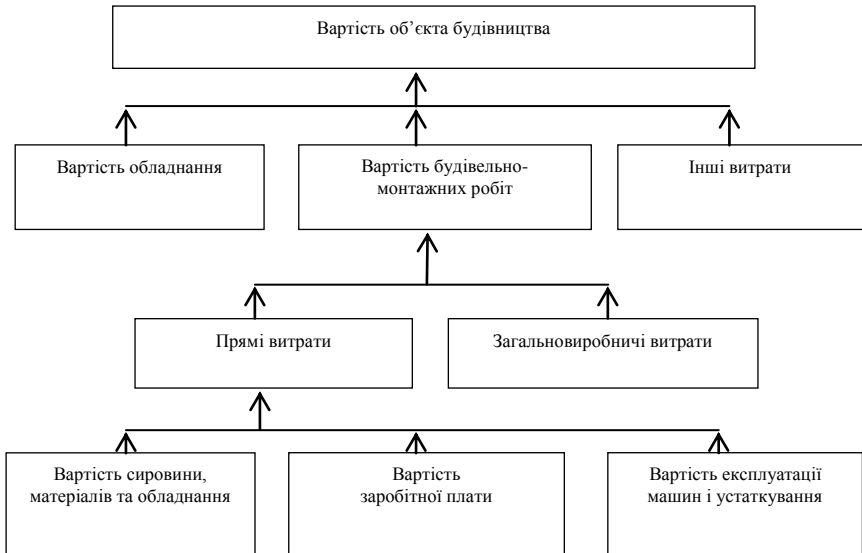 Вартість об’єкта будівництва
Вартість обладнання
Вартість будівельно-
монтажних робіт
Інші витрати
Прямі витрати
Загальновиробничі витрати
Вартість сировини,
матеріалів та обладнання
Вартість
заробітної плати
Вартість експлуатації
машин і устаткування